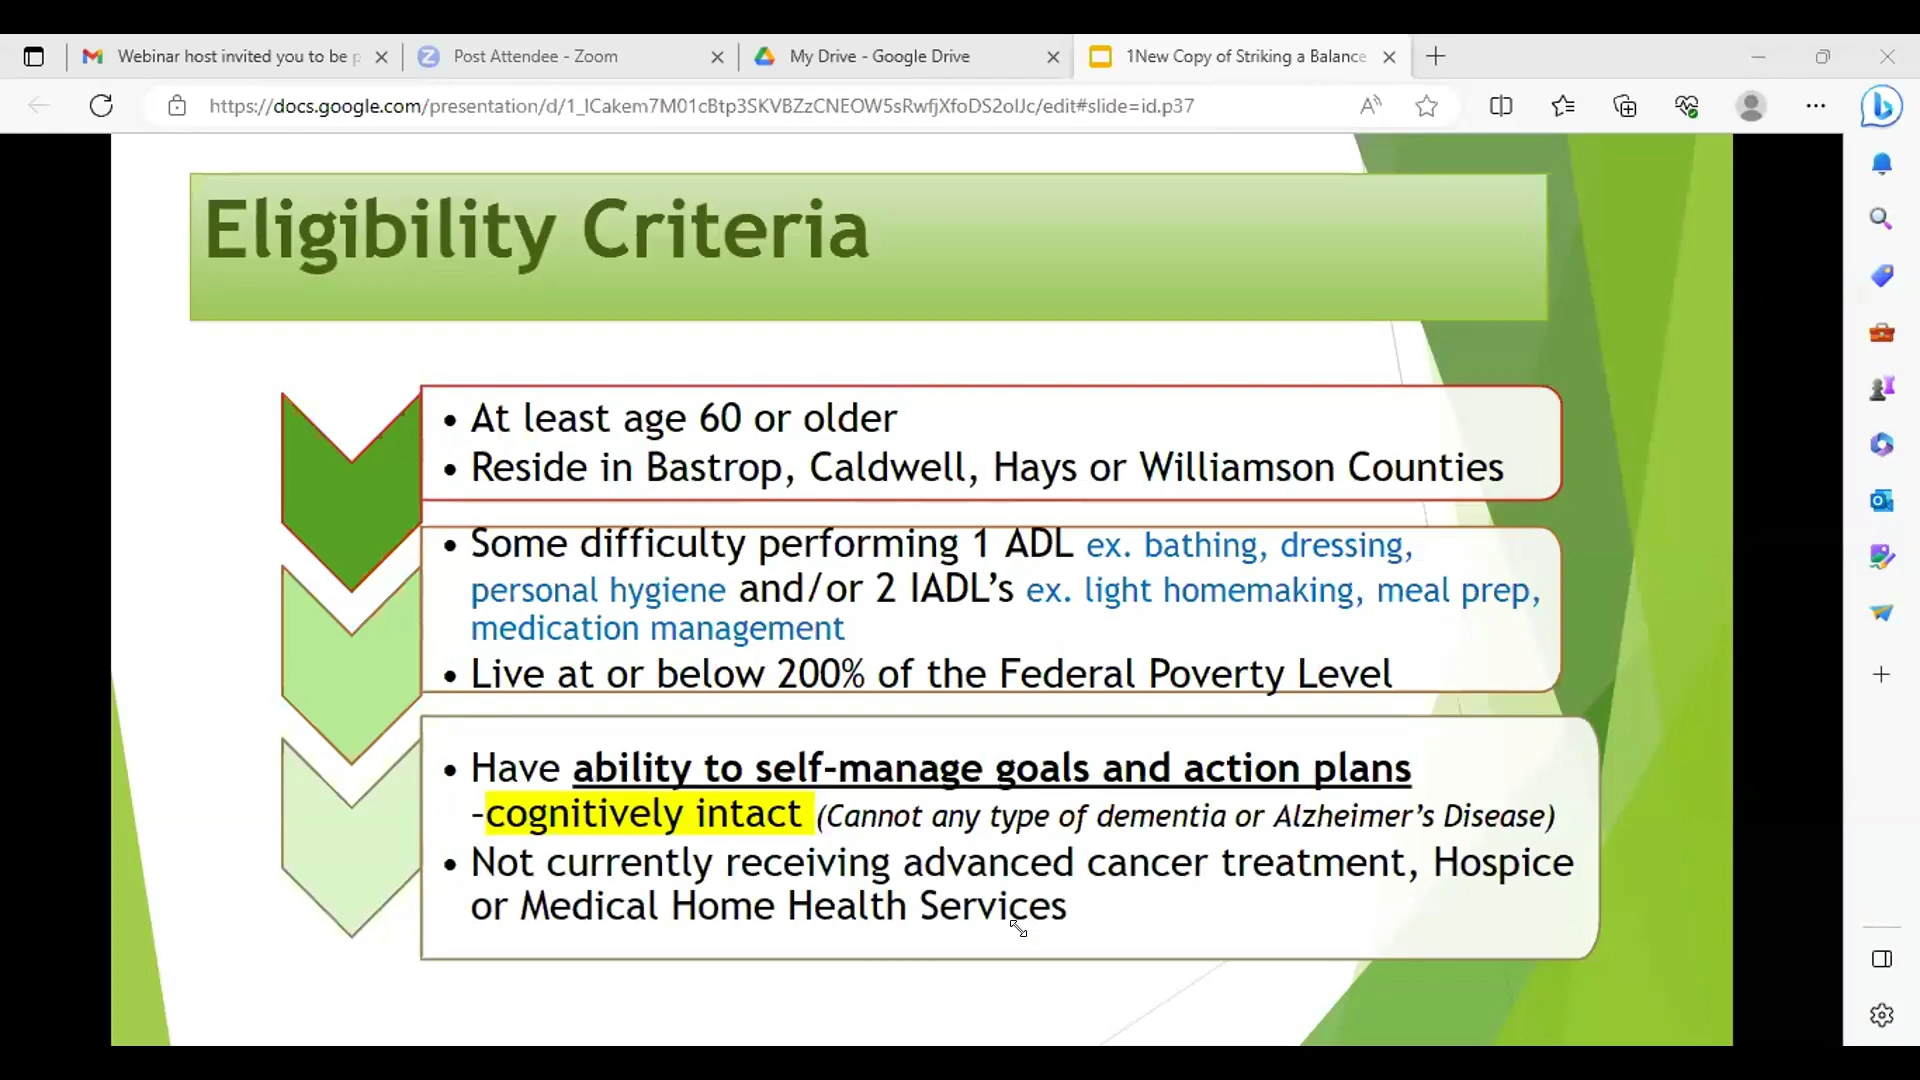 Webinar host invited you to be p
Post Attendee - Zoom
My Drive - Google Drive
1New Copy of Striking a Balance
https://docs.google.com/presentation/d/1_lCakem7M01cBtp3SKVBZzCNEOW5sRwfjXfoDS2olJc/edit#slide=id.p37
Eligibility Criteria
• At least age 60 or older
• Reside in Bastrop, Caldwell, Hays or Williamson Counties
• Some difficulty performing 1 ADL ex. bathing, dressing,
personal hygiene and/or 2 IADL’s ex. light homemaking, meal prep,
medication management
• Live at or below 200% of the Federal Poverty Level
• Have ability to self-manage goals and action plans
-cognitively intact (Cannot any type of dementia or Alzheimer’s Disease)
• Not currently receiving advanced cancer treatment, Hospice
or Medical Home Health Services